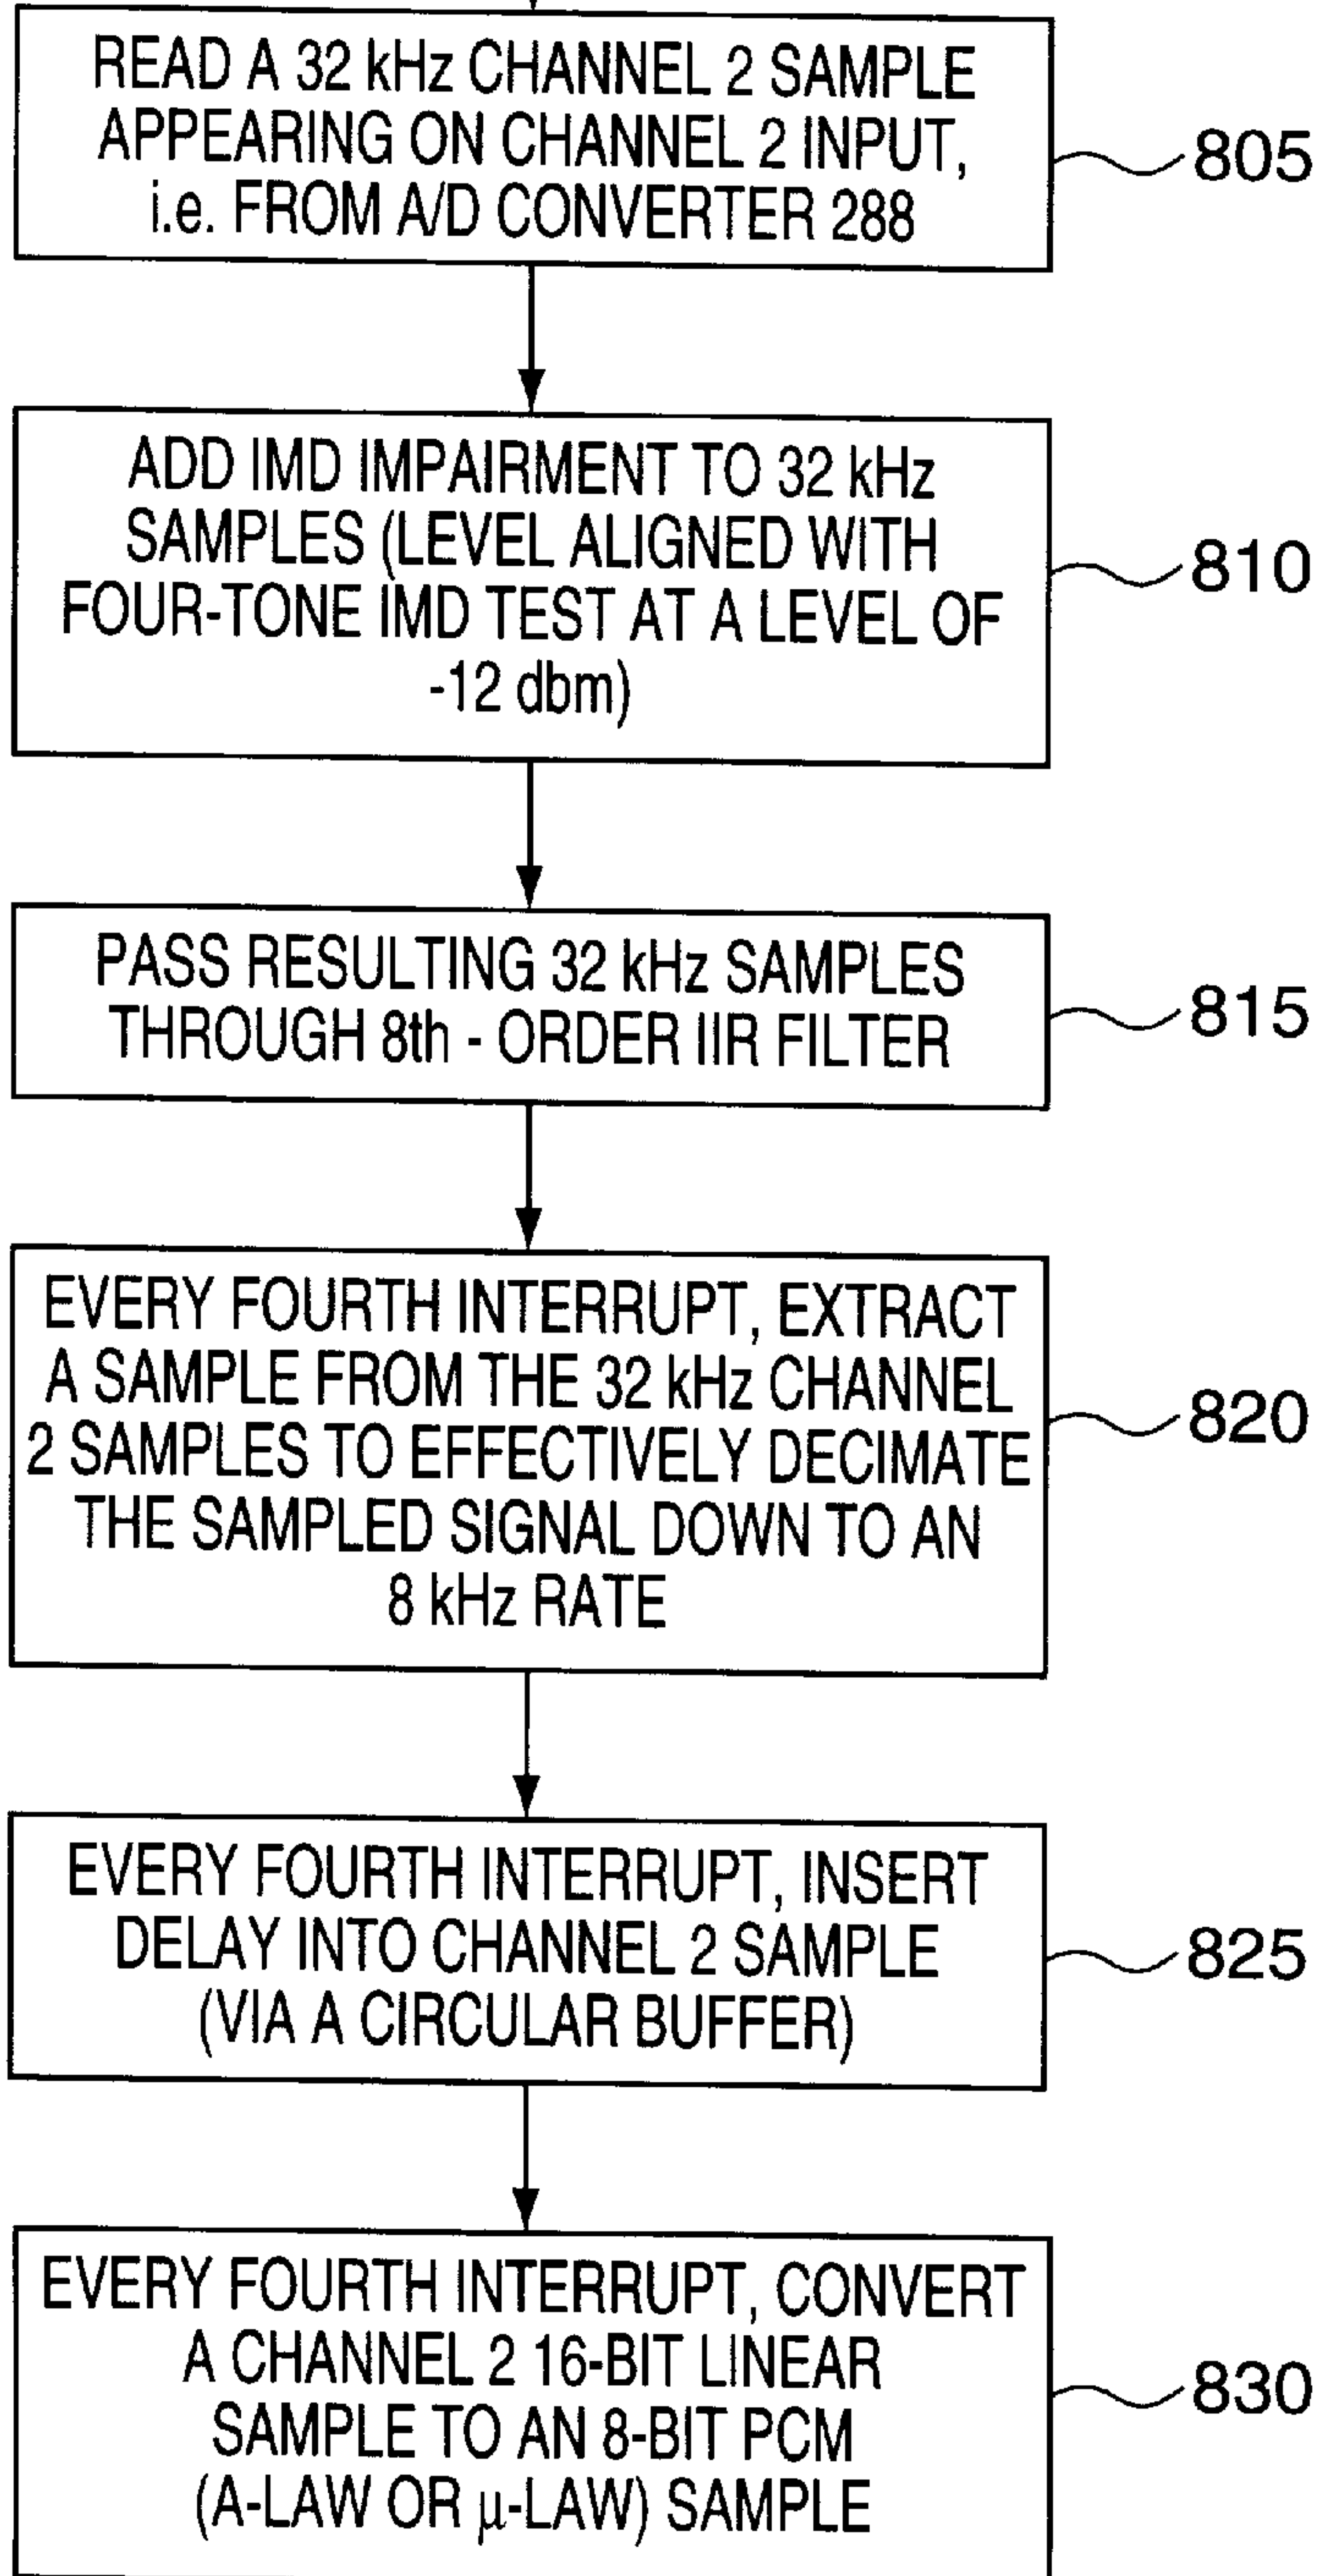 READ A 32 kHz CHANNEL 2 SAMPLE
APPEARING ON CHANNEL 2 INPUT,
i.e. FROM A/D CONVERTER 288
805
ADD IMD IMPAIRMENT TO 32 kHz
SAMPLES (LEVEL ALIGNED WITH
FOUR-TONE IMD TEST AT A LEVEL OF
-12 dbm)
810
PASS RESULTING 32 kHz SAMPLES
THROUGH 8th - ORDER IIR FILTER
815
EVERY FOURTH INTERRUPT, EXTRACT
A SAMPLE FROM THE 32 kHz CHANNEL
2 SAMPLES TO EFFECTIVELY DECIMATE
THE SAMPLED SIGNAL DOWN TO AN
8 kHz RATE
820
EVERY FOURTH INTERRUPT, INSERT
DELAY INTO CHANNEL 2 SAMPLE
(VIA A CIRCULAR BUFFER)
825
EVERY FOURTH INTERRUPT, CONVERT
A CHANNEL 2 16-BIT LINEAR
SAMPLE TO AN 8-BIT PCM
(A-LAW OR μ-LAW) SAMPLE
830